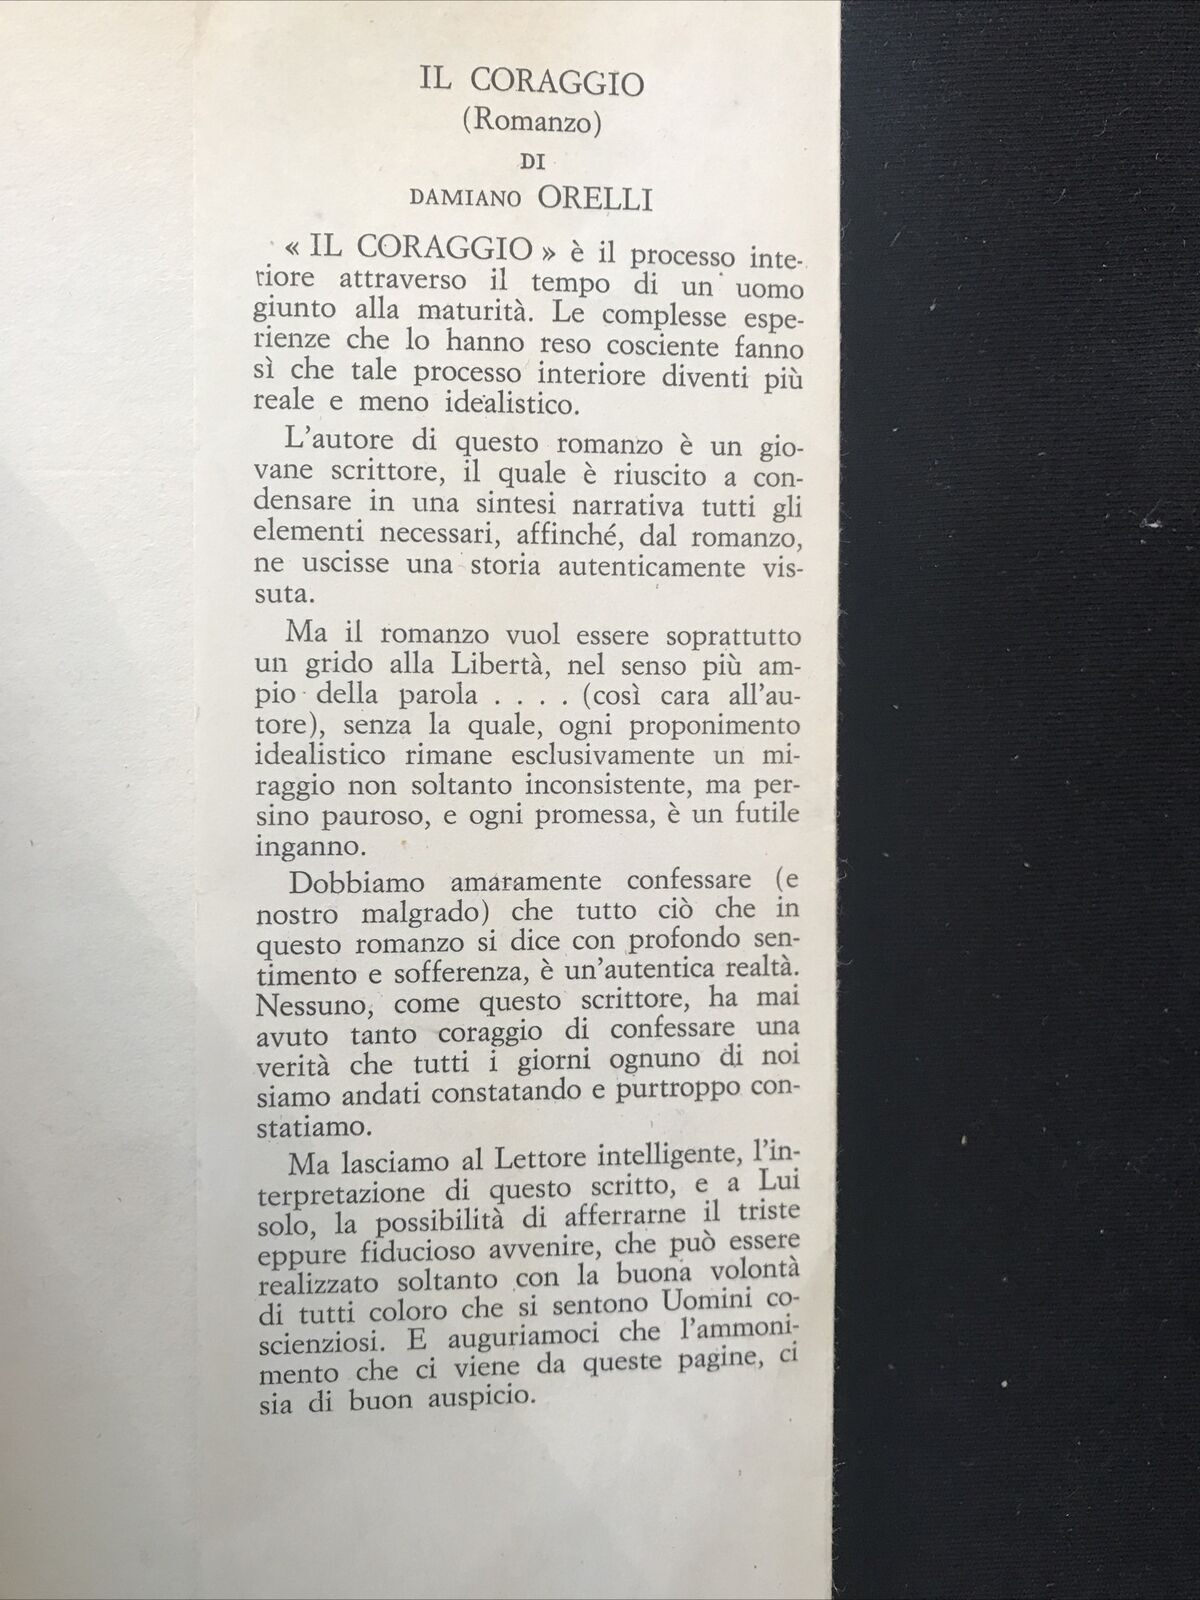 IL CORAGGIO
(Romanzo)
DI
DAMIANO ORELLI
« IL CORAGGIO » è il processo inte-
riore attraverso il tempo di un uomo
giunto alla maturità. Le complesse espe-
rienze che lo hanno reso cosciente fanno
sì che tale processo interiore diventi più
reale e meno idealistico.
L'autore di questo romanzo è un gio-
vane scrittore, il quale è riuscito a con-
densare in una sintesi narrativa tutti gli
elementi necessari, affinché, dal romanzo,
ne uscisse una storia autenticamente vis-
suta.
Ma il romanzo vuol essere soprattutto
un grido alla Libertà, nel senso più am-
pio della parola . . . . (così cara all'au-
tore), senza la quale, ogni proponimento
idealistico rimane esclusivamente un mi-
raggio non soltanto inconsistente, ma per-
sino pauroso, e ogni promessa, è un futile
inganno.
Dobbiamo amaramente confessare (e
nostro malgrado) che tutto ciò che in
questo romanzo si dice con profondo sen-
timento e sofferenza, è un'autentica realtà.
Nessuno, come questo scrittore, ha mai
avuto tanto coraggio di confessare una
verità che tutti i giorni ognuno di noi
siamo andati constatando e purtroppo con-
statiamo.
Ma lasciamo al Lettore intelligente, l'in-
terpretazione di questo scritto, e a Lui
solo, la possibilità di afferrarne il triste
eppure fiducioso avvenire, che può essere
realizzato soltanto con la buona volontà
di tutti coloro che si sentono Uomini co-
scienziosi. E auguriamoci che l'ammoni-
mento che ci viene da queste pagine, ci
sia di buon auspicio.